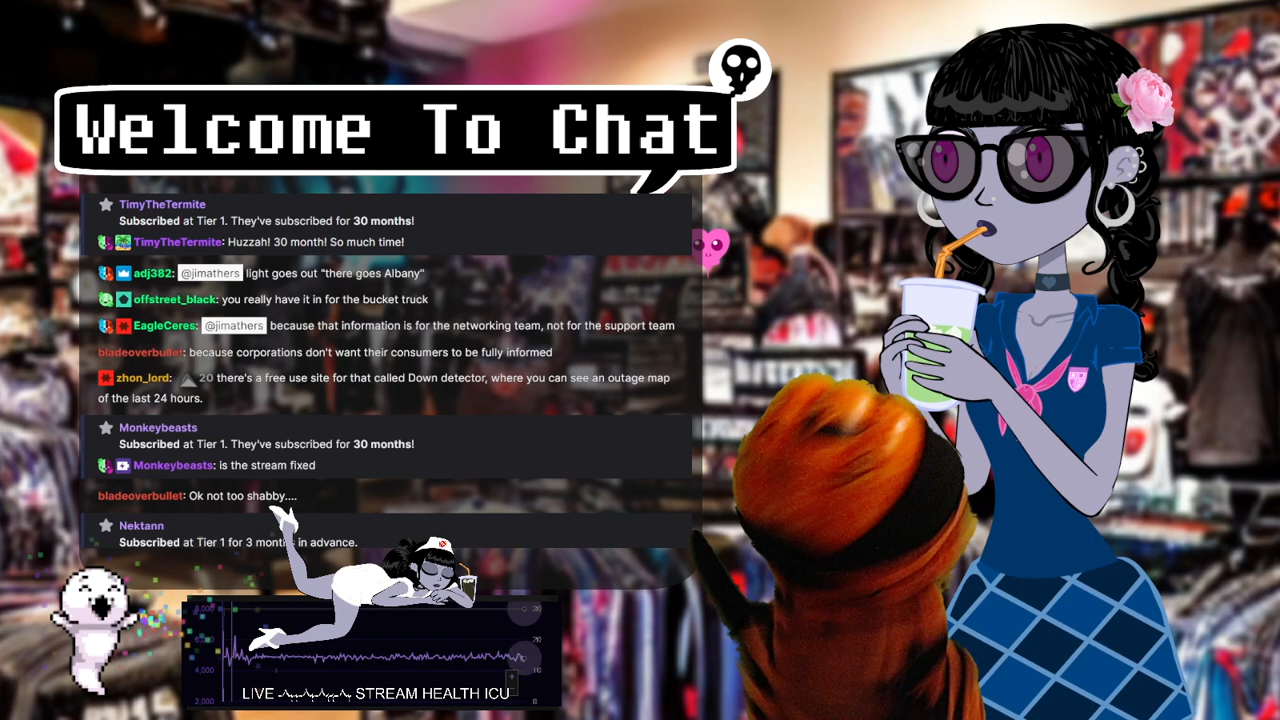 Welcome To Chat
TimyTheTermite
Subscribed at Tier 1. They've subscribed for 30 months!
TimyTheTermite: Huzzah! 30 month! So much time!
adj382: @jimathers light goes out "there goes Albany"
offstreet_black: you really have it in for the bucket truck
EagleCeres: @jimathers because that information is for the networking team, not for the support team
bladeoverbullet: because corporations don't want their consumers to be fully informed
zhon_lord: 20 there's a free use site for that called Down detector, where you can see an outage map
of the last 24 hours.
Monkeybeasts
Subscribed at Tier 1. They've subscribed for 30 months!
Monkeybeasts: is the stream fixed
bladeoverbullet: Ok not too shabby....
Nektann
Subscribed at Tier 1 for 3 months in advance.
8,000
20
4,000
2,000
LIVE STREAM HEALTH ICU